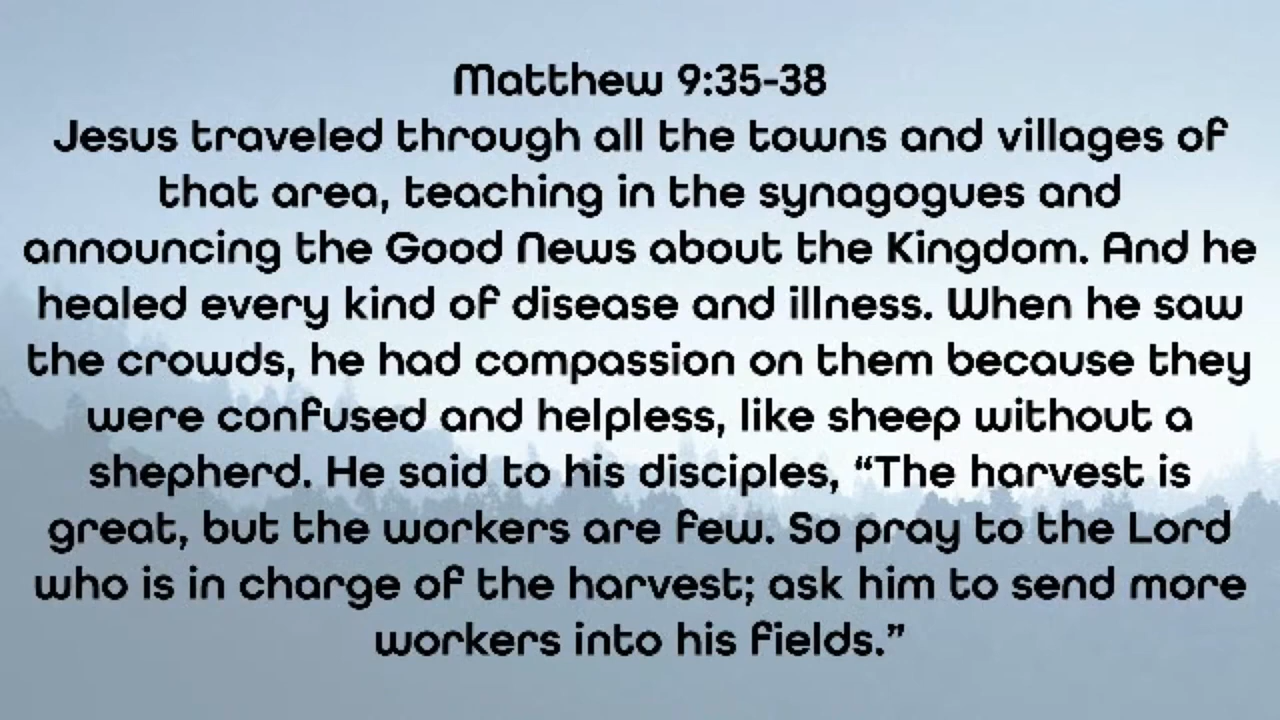 Matthew 9:35-38
Jesus traveled through all the towns and villages of
that area, teaching in the synagogues and
announcing the Good News about the Kingdom. And he
healed every kind of disease and illness. When he saw
the crowds, he had compassion on them because they
were confused and helpless, like sheep without a
shepherd. He said to his disciples, “The harvest is
great, but the workers are few. So pray to the Lord
who is in charge of the harvest; ask him to send more
workers into his fields.”